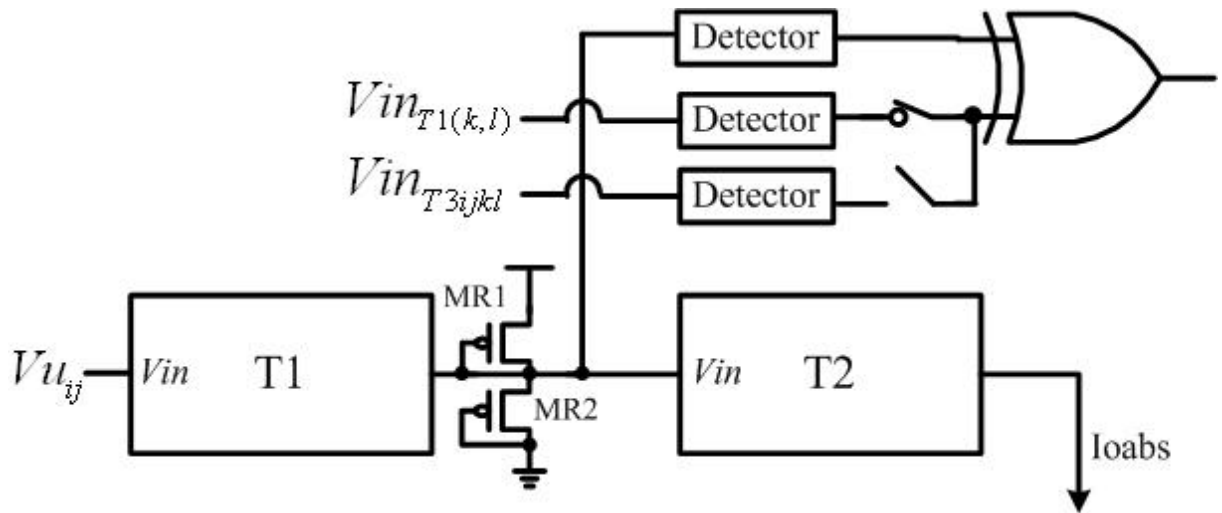 Detector
Vin_T1(k,l)
Detector
Vin_T3ijkl
Detector
MR1
Vu_ij
Vin
T1
MR2
Vin
T2
Ioabs